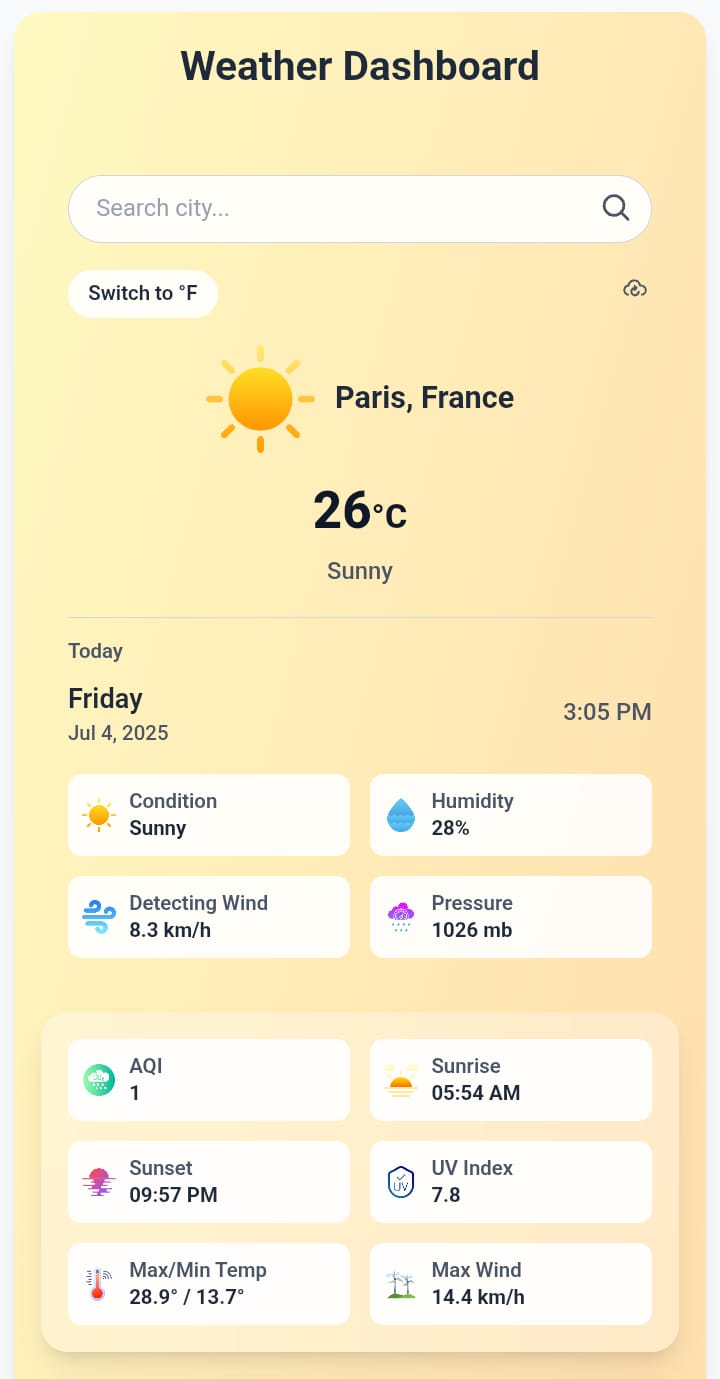 Weather Dashboard
Search city...
Switch to °F
Paris, France
26°C
Sunny
Today
Friday
Jul 4, 2025
3:05 PM
Condition
Sunny
Humidity
28%
Detecting Wind
8.3 km/h
Pressure
1026 mb
AQI
1
Sunrise
05:54 AM
Sunset
09:57 PM
UV
UV Index
7.8
Max/Min Temp
28.9° / 13.7°
Max Wind
14.4 km/h